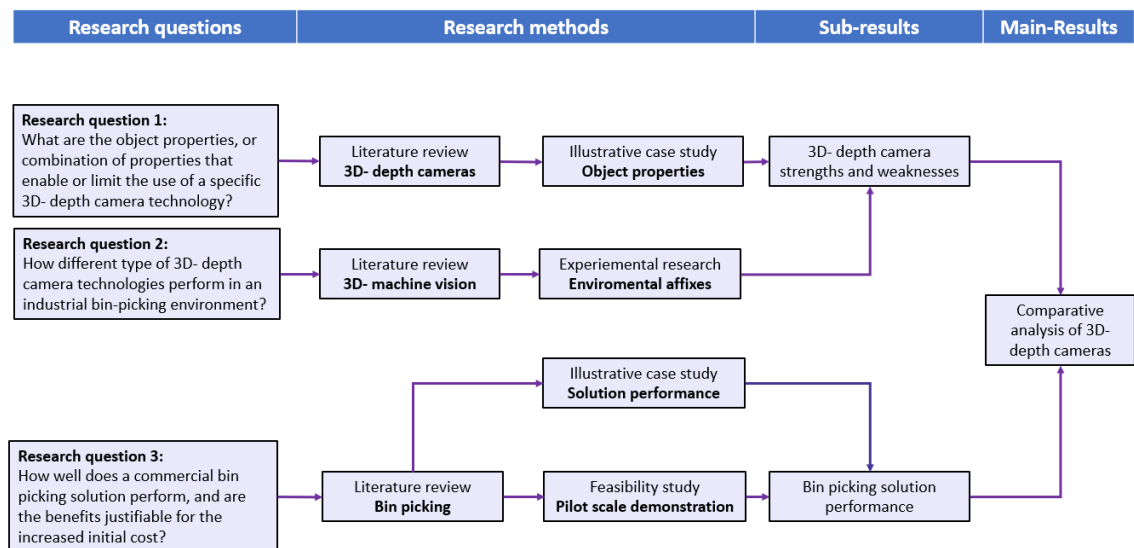 Research questions
Research methods
Sub-results
Main-Results
Research question 1:
What are the object properties, or
combination of properties that
enable or limit the use of a specific
3D- depth camera technology?
Literature review
3D- depth cameras
Illustrative case study
Object properties
3D- depth camera
strengths and weaknesses
Research question 2:
How different type of 3D- depth
camera technologies perform in an
industrial bin-picking environment?
Literature review
3D- machine vision
Experiemental research
Enviromental affixes
Comparative
analysis of 3D-
depth cameras
Illustrative case study
Solution performance
Research question 3:
How well does a commercial bin
picking solution perform, and are
the benefits justifiable for the
increased initial cost?
Literature review
Bin picking
Feasibility study
Pilot scale demonstration
Bin picking solution
performance